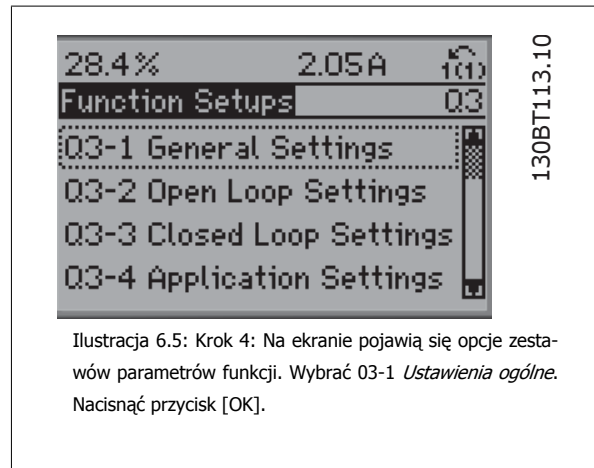 28.4% 2.05A 1(1)
Function Setups Q3
Q3-1 General Settings
Q3-2 Open Loop Settings
Q3-3 Closed Loop Settings
Q3-4 Application Settings
130BT113.10
Ilustracja 6.5: Krok 4: Na ekranie pojawią się opcje zesta-
wów parametrów funkcji. Wybrać 03-1 Ustawienia ogólne.
Nacisnąć przycisk [OK].